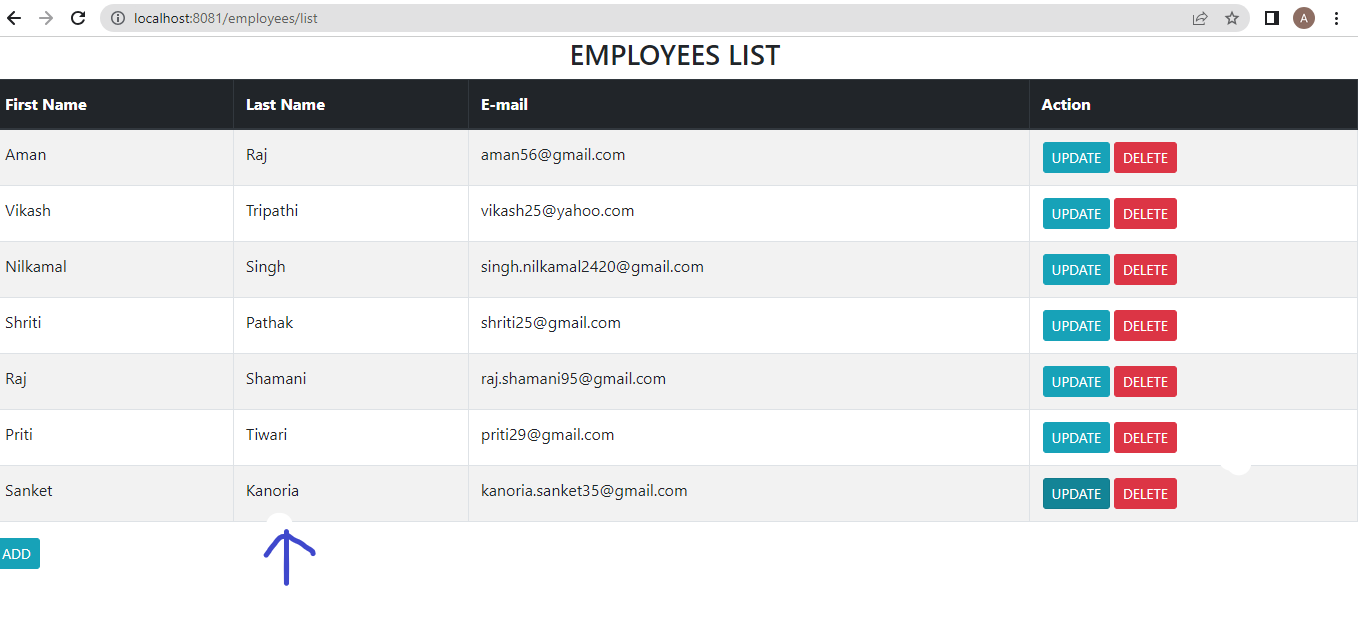 localhost:8081/employees/list A
EMPLOYEES LIST
First Name Last Name E-mail Action
Aman Raj aman56@gmail.com UPDATE DELETE
Vikash Tripathi vikash25@yahoo.com UPDATE DELETE
Nilkamal Singh singh.nilkamal2420@gmail.com UPDATE DELETE
Shriti Pathak shriti25@gmail.com UPDATE DELETE
Raj Shamani raj.shamani95@gmail.com UPDATE DELETE
Priti Tiwari priti29@gmail.com UPDATE DELETE
Sanket Kanoria kanoria.sanket35@gmail.com UPDATE DELETE
ADD